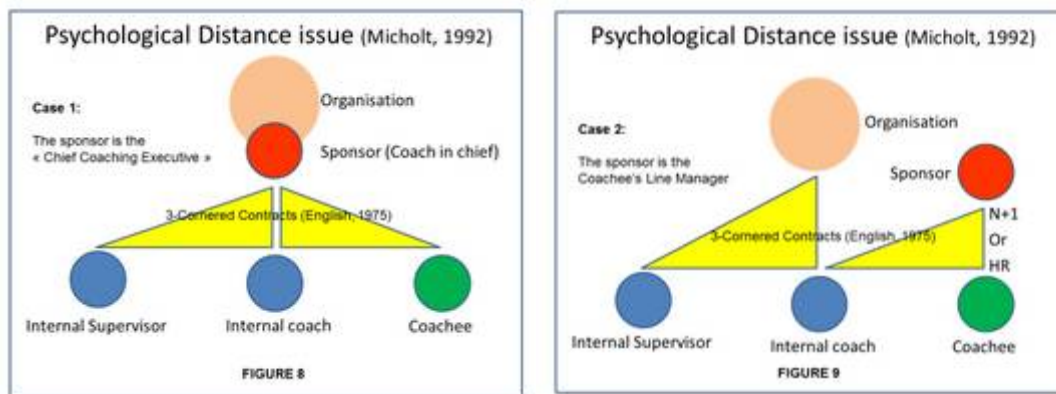 Psychological Distance issue (Micholt, 1992)
Case 1:
Organisation
The sponsor is the
« Chief Coaching Executive »
Sponsor (Coach in chief)
3-Cornered Contracts (English, 1975)
Internal Supervisor
Internal coach
Coachee
FIGURE 8
Psychological Distance issue (Micholt, 1992)
Case 2:
Organisation
The sponsor is the
Coachee's Line Manager
Sponsor
N+1
3-Cornered Contracts (English, 1975)
Or
HR
Internal Supervisor
Internal coach
Coachee
FIGURE 9